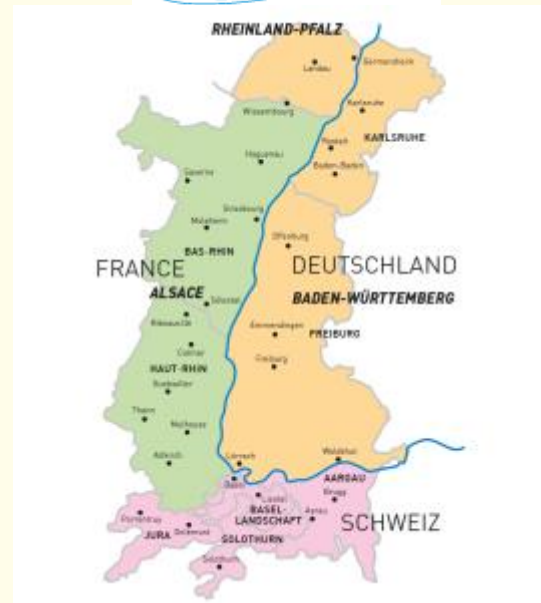 RHEINLAND-PFALZ
Landau
Germersheim
Wissembourg
Karlsruhe
KARLSRUHE
Rastatt
Haguenau
Baden-Baden
Saverne
Strasbourg
Molsheim
Offenburg
BAS-RHIN
FRANCE
DEUTSCHLAND
ALSACE
BADEN-WÜRTTEMBERG
Sélestat
Ribeauvillé
Emmendingen
FREIBURG
Colmar
HAUT-RHIN
Freiburg
Guebwiller
Thann
Mulhouse
Altkirch
Lörrach
Waldshut
Basel
AARGAU
Liestal
Brugg
BASEL-
LANDSCHAFT
Aarau
SCHWEIZ
Porrentruy
Delémont
JURA
SOLOTHURN
Solothurn